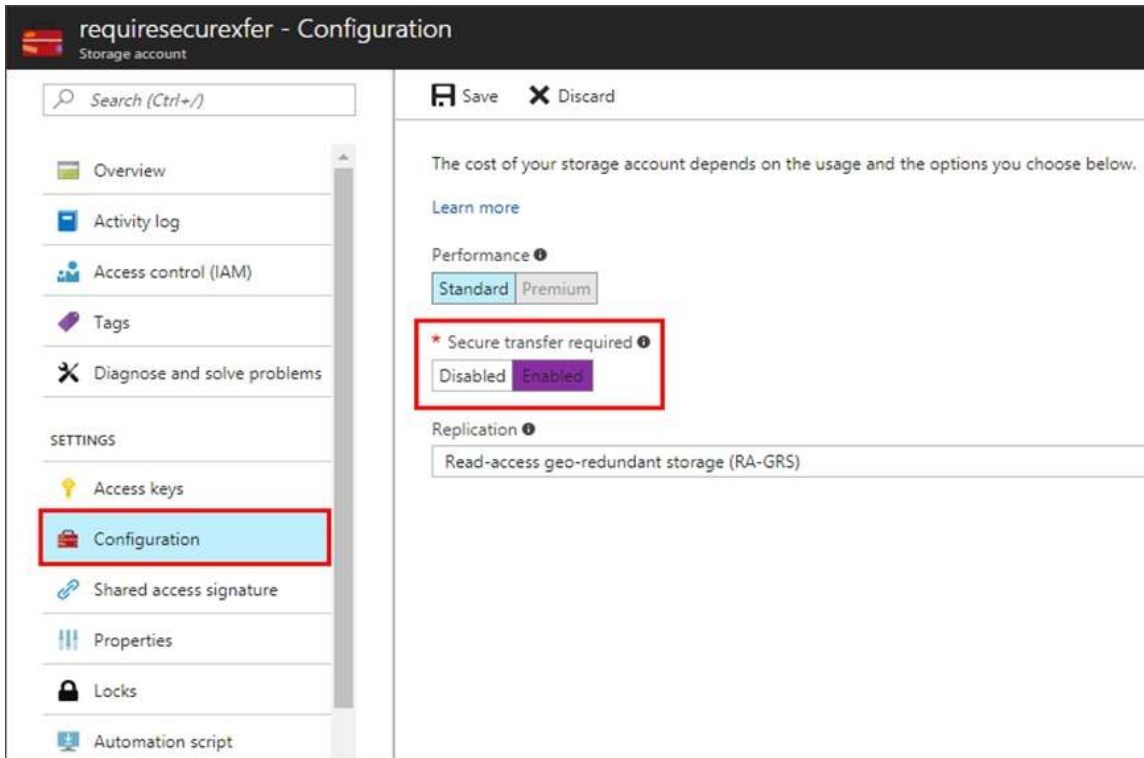 requiresecurexfer - Configuration
Storage account
Search (Ctrl+/)
Overview
Activity log
Access control (IAM)
Tags
Diagnose and solve problems
SETTINGS
Access keys
Configuration
Shared access signature
Properties
Locks
Automation script
Save Discard
The cost of your storage account depends on the usage and the options you choose below.
Learn more
Performance
Standard Premium
* Secure transfer required
Disabled Enabled
Replication
Read-access geo-redundant storage (RA-GRS)